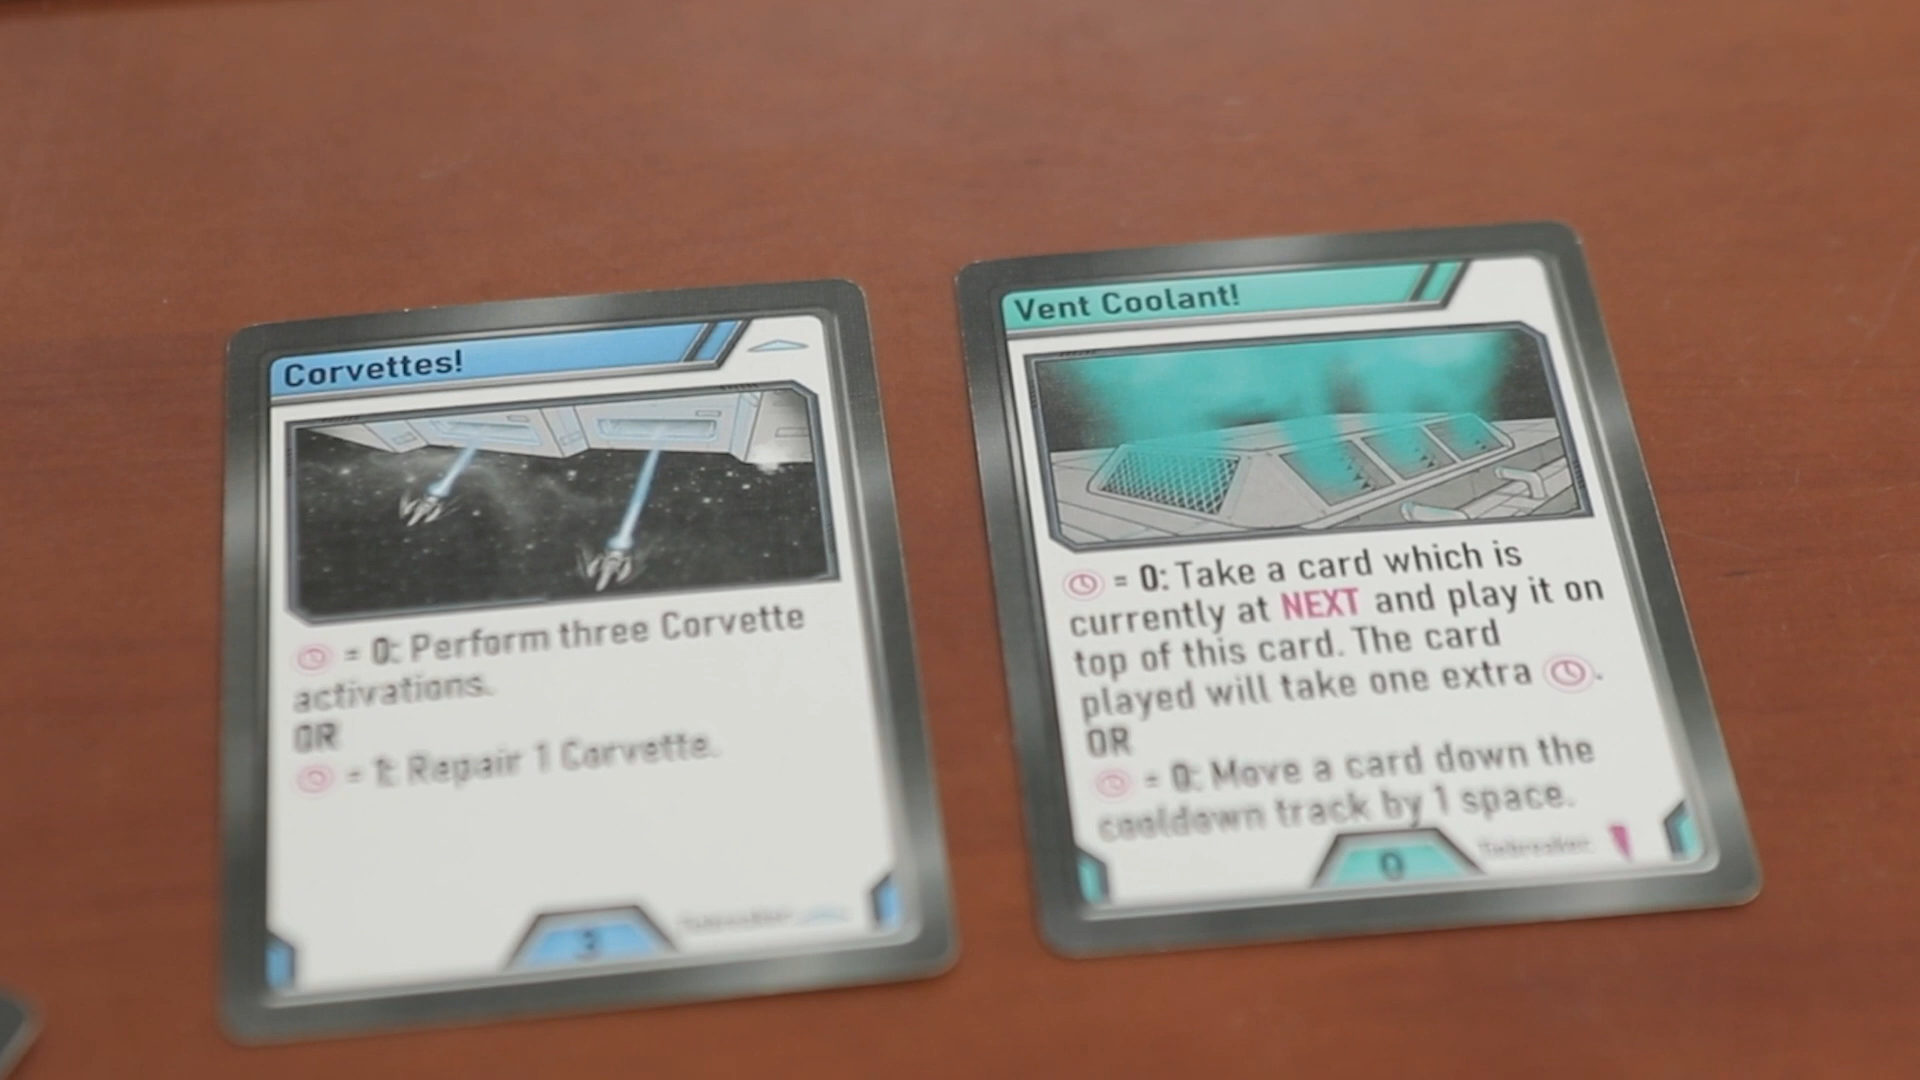 Corvettes!
= 0: Perform three Corvette
activations.
OR
= 1: Repair 1 Corvette.
3
Tiebreaker:
Vent Coolant!
= 0: Take a card which is
currently at NEXT and play it on
top of this card. The card
played will take one extra .
OR
= 0: Move a card down the
cooldown track by 1 space.
0
Tiebreaker: